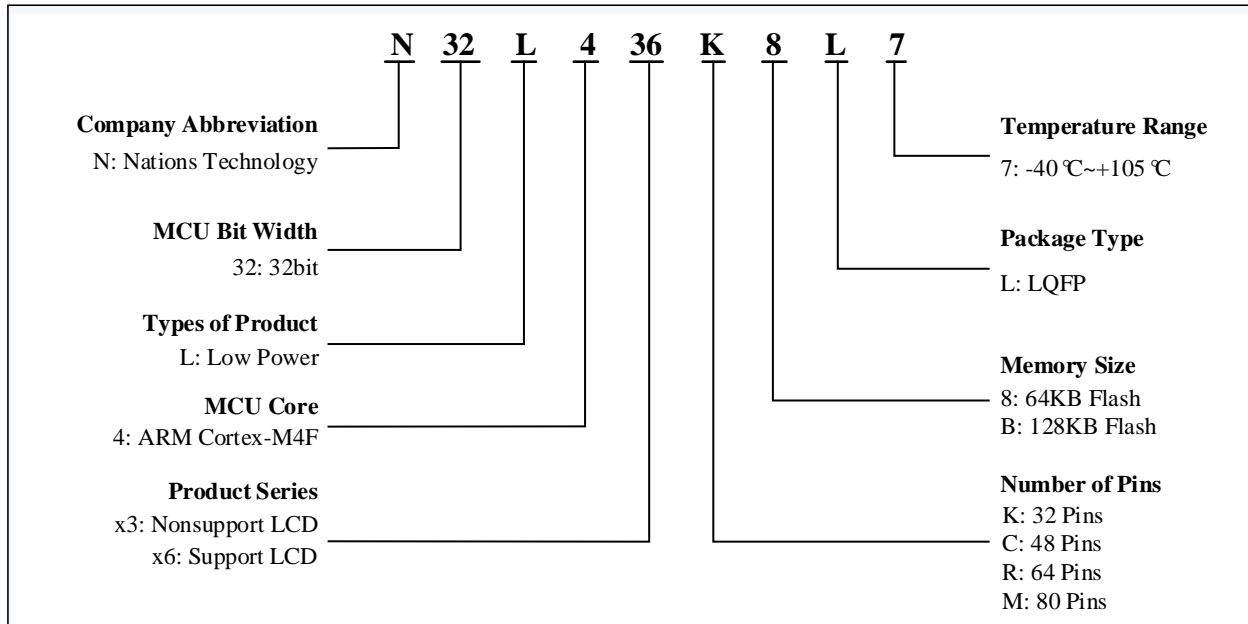 N 32 L 4 36 K 8 L 7
Company Abbreviation
N: Nations Technology
MCU Bit Width
32: 32bit
Types of Product
L: Low Power
MCU Core
4: ARM Cortex-M4F
Product Series
x3: Nonsupport LCD
x6: Support LCD
Temperature Range
7: -40℃~+105℃
Package Type
L: LQFP
Memory Size
8: 64KB Flash
B: 128KB Flash
Number of Pins
K: 32 Pins
C: 48 Pins
R: 64 Pins
M: 80 Pins